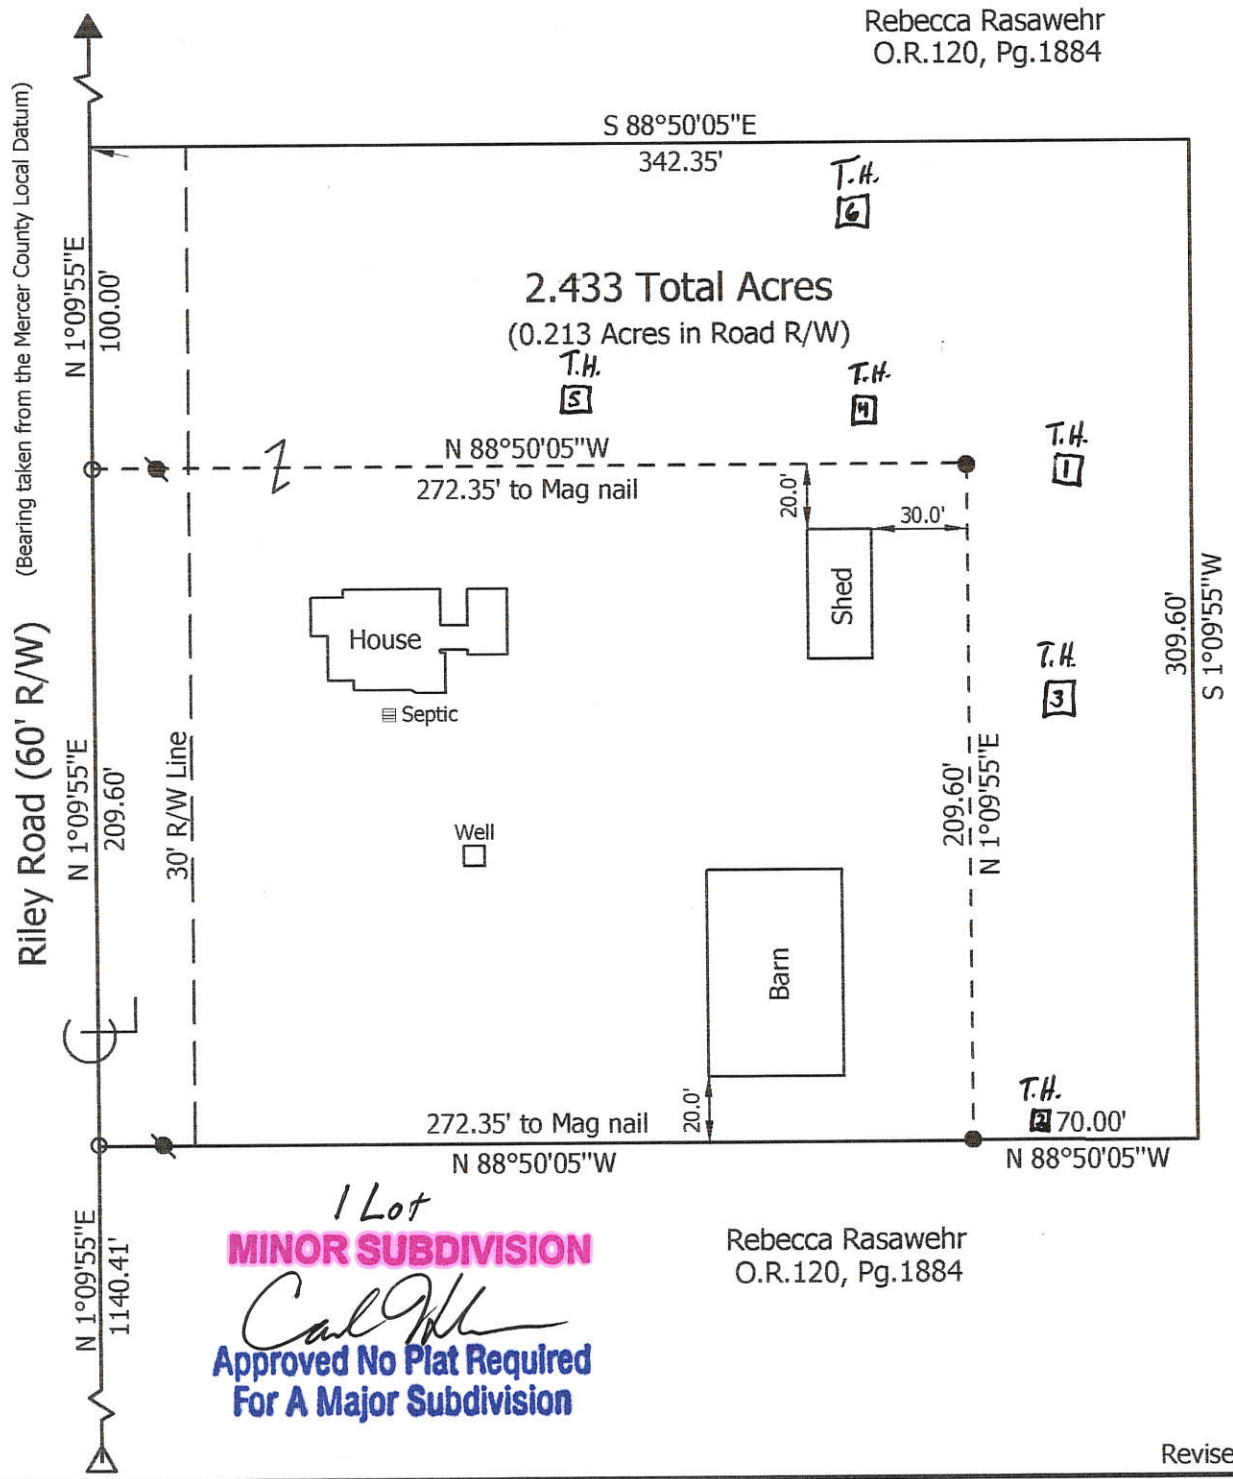 Rebecca Rasawehr
O.R.120, Pg.1884
(Bearing taken from the Mercer County Local Datum)
S 88°50'05"E
342.35'
T.H.
6
N 1°09'55"E
100.00'
2.433 Total Acres
(0.213 Acres in Road R/W)
T.H.
5
T.H.
4
T.H.
1
N 88°50'05"W
272.35' to Mag nail
20.0'
30.0'
Shed
House
Septic
T.H.
3
309.60'
S 1°09'55"W
Riley Road (60' R/W)
N 1°09'55"E
209.60'
30' R/W Line
209.60'
N 1°09'55"E
Well
Barn
20.0'
T.H.
2
70.00'
272.35' to Mag nail
N 88°50'05"W
N 88°50'05"W
1 Lot
MINOR SUBDIVISION
Approved No Plat Required
For A Major Subdivision
Rebecca Rasawehr
O.R.120, Pg.1884
N 1°09'55"E
1140.41'
Revise